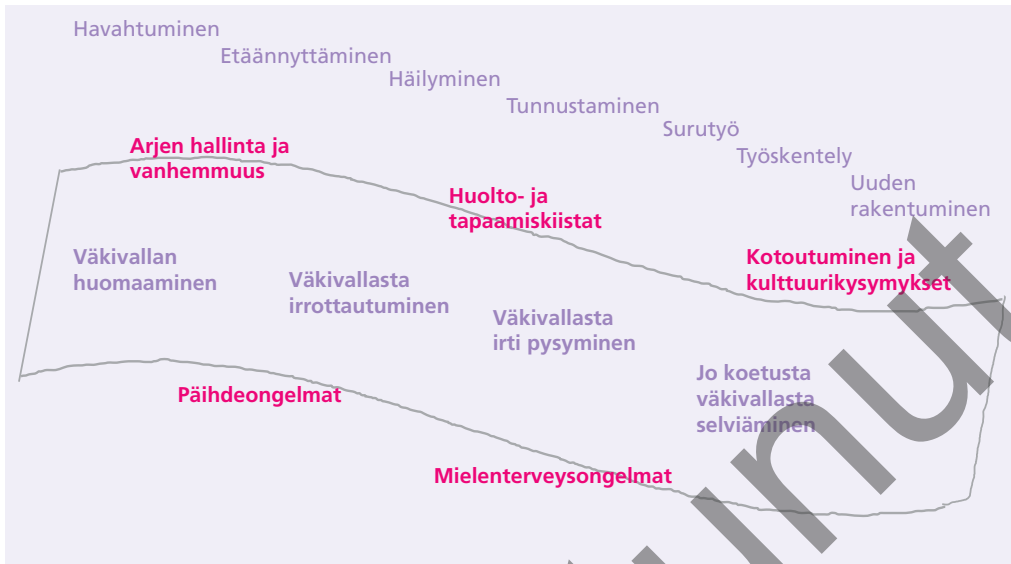 Havahtuminen
Etäännyttäminen
Häilyminen
Tunnustaminen
Surutyö
Työskentely
Uuden
rakentuminen
Arjen hallinta ja
vanhemmuus
Huolto- ja
tapaamiskiistat
Kotoutuminen ja
kulttuurikysymykset
Väkivallan
huomaaminen
Väkivallasta
irrottautuminen
Väkivallasta
irti pysyminen
Jo koetusta
väkivallasta
selviäminen
Päihdeongelmat
Mielenterveysongelmat